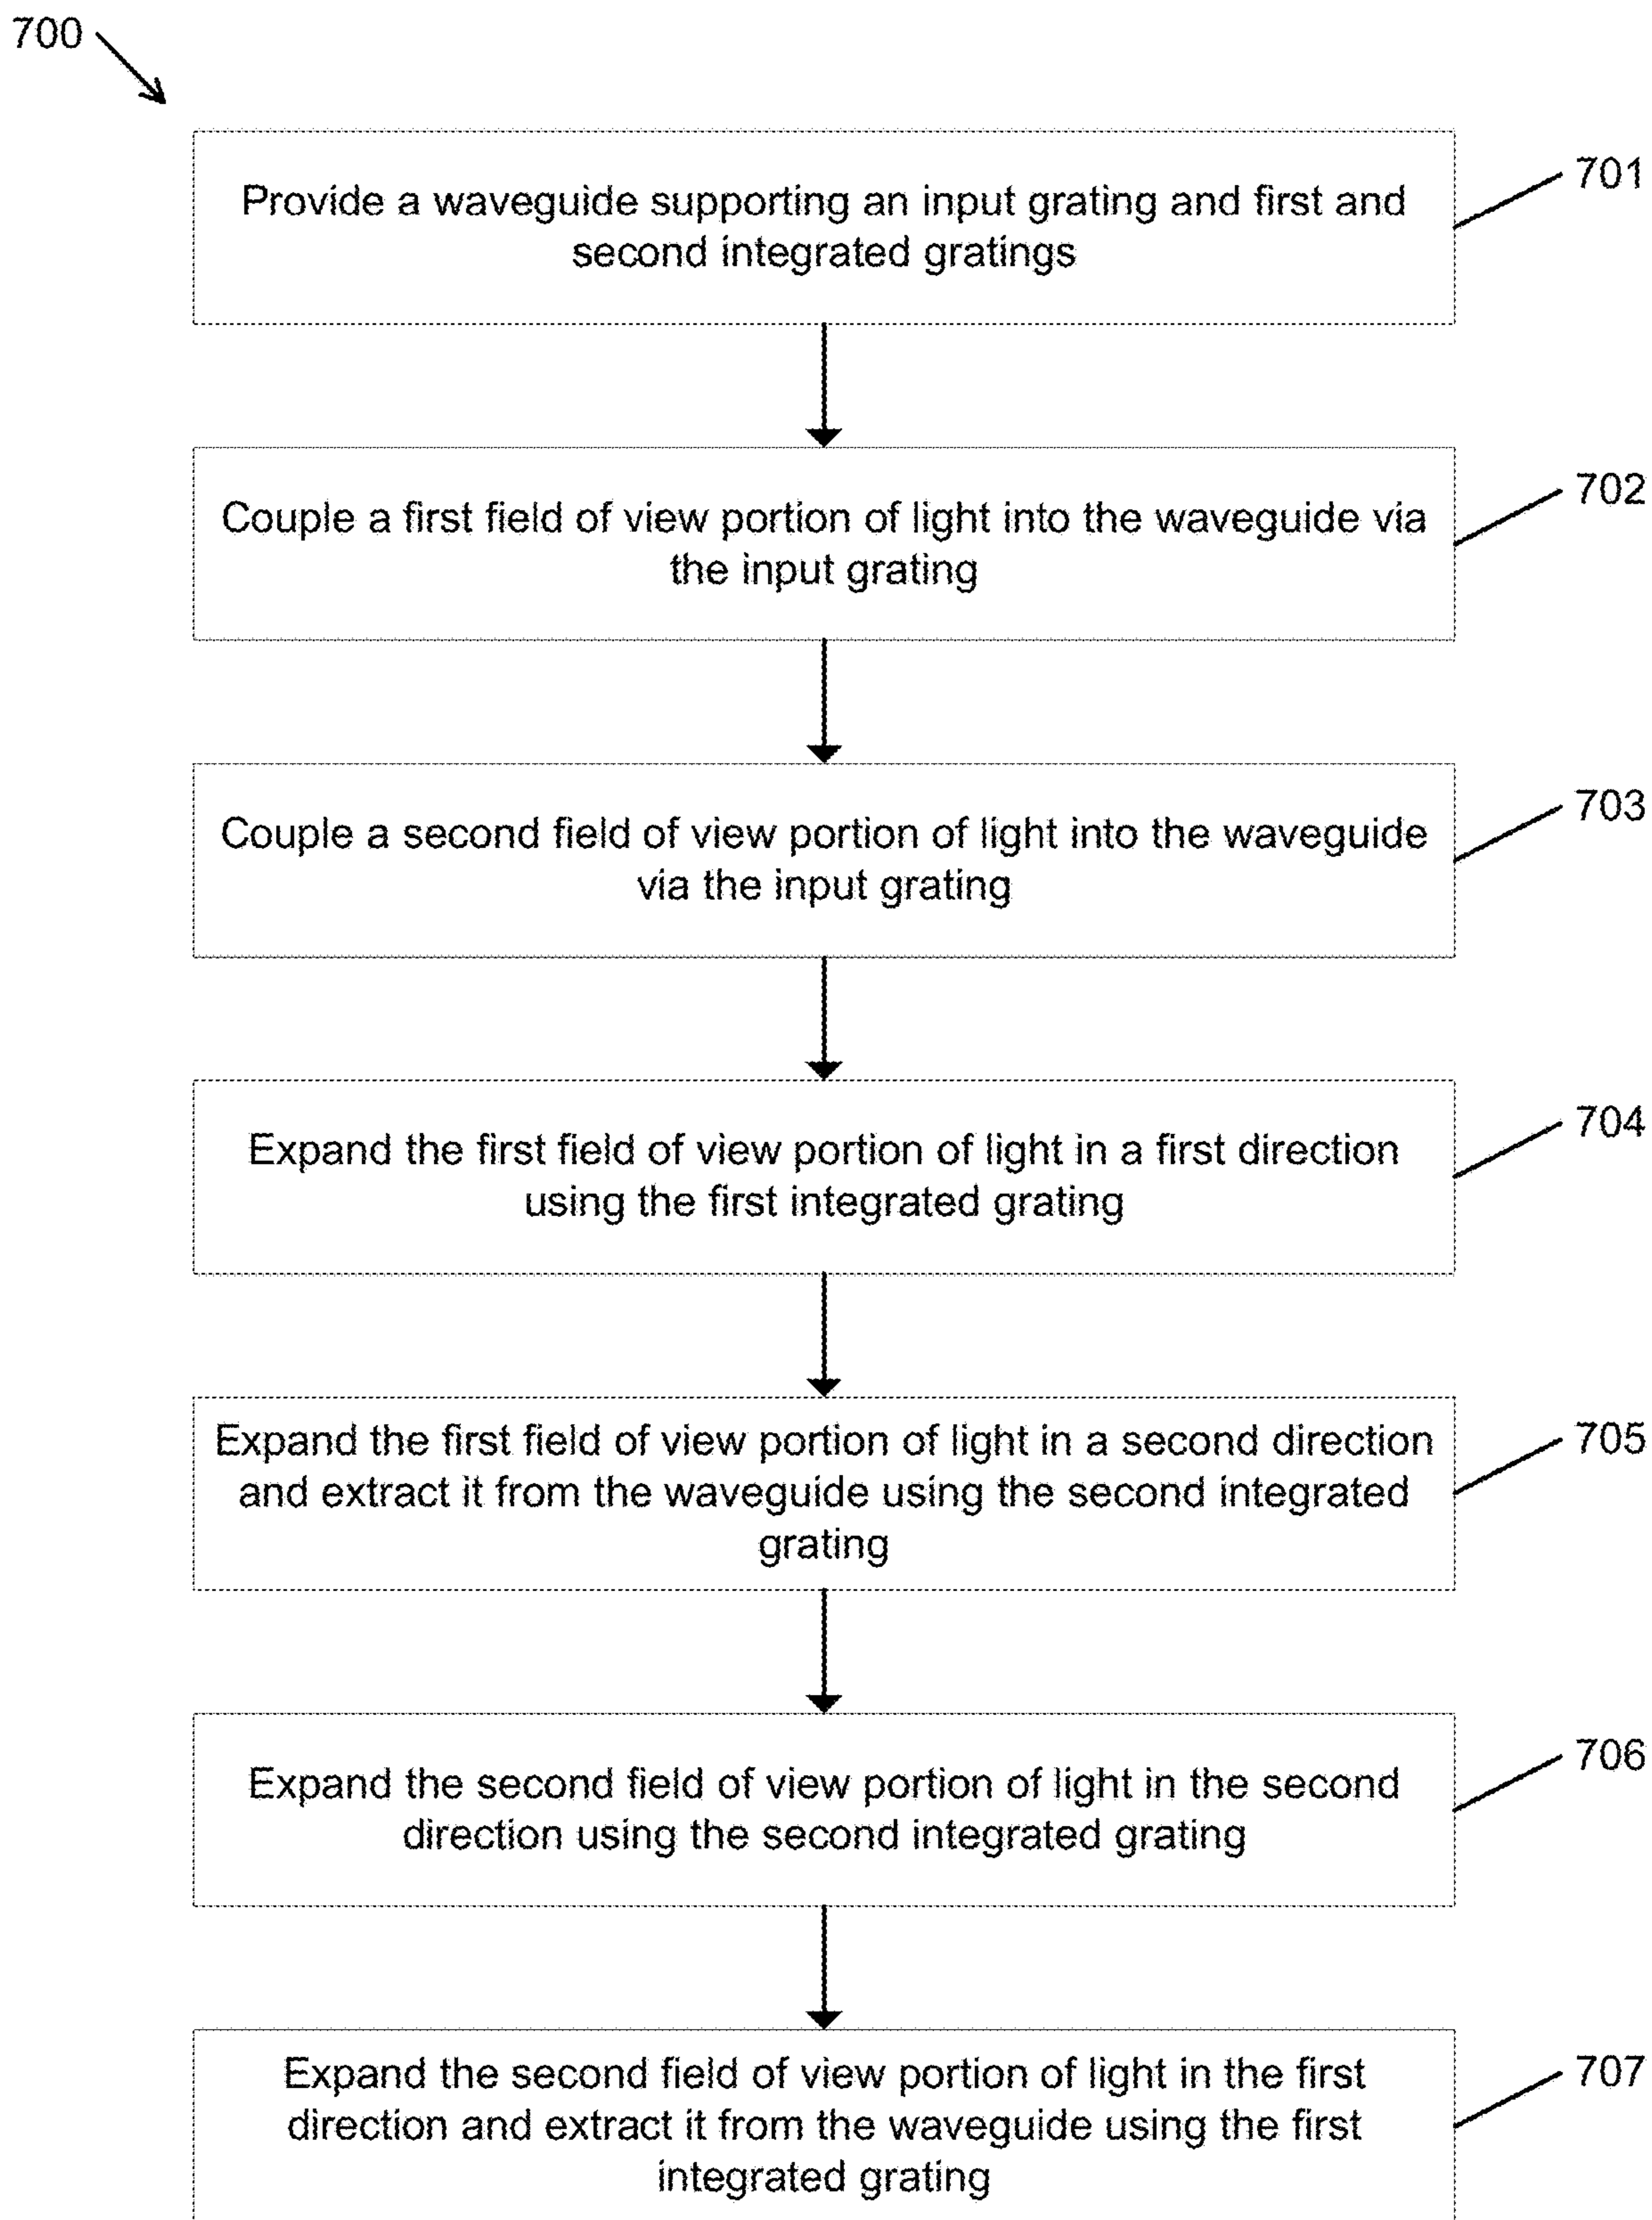 700
Provide a waveguide supporting an input grating and first and
second integrated gratings
701
Couple a first field of view portion of light into the waveguide via
the input grating
702
Couple a second field of view portion of light into the waveguide
via the input grating
703
Expand the first field of view portion of light in a first direction
using the first integrated grating
704
Expand the first field of view portion of light in a second direction
and extract it from the waveguide using the second integrated
grating
705
Expand the second field of view portion of light in the second
direction using the second integrated grating
706
Expand the second field of view portion of light in the first
direction and extract it from the waveguide using the first
integrated grating
707